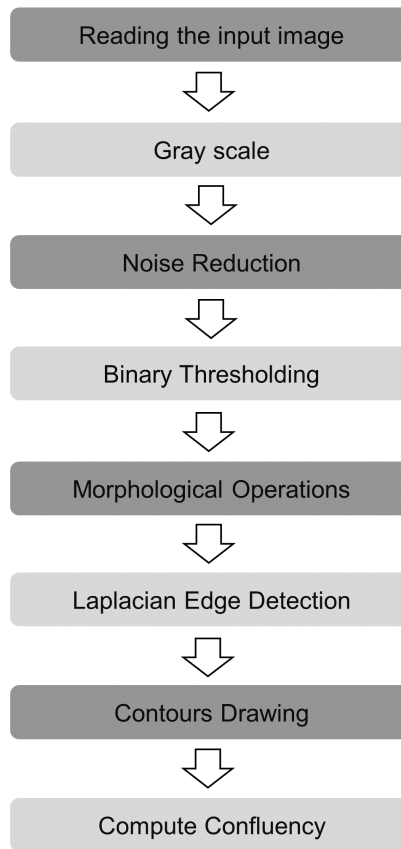 Reading the input image
Gray scale
Noise Reduction
Binary Thresholding
Morphological Operations
Laplacian Edge Detection
Contours Drawing
Compute Confluency